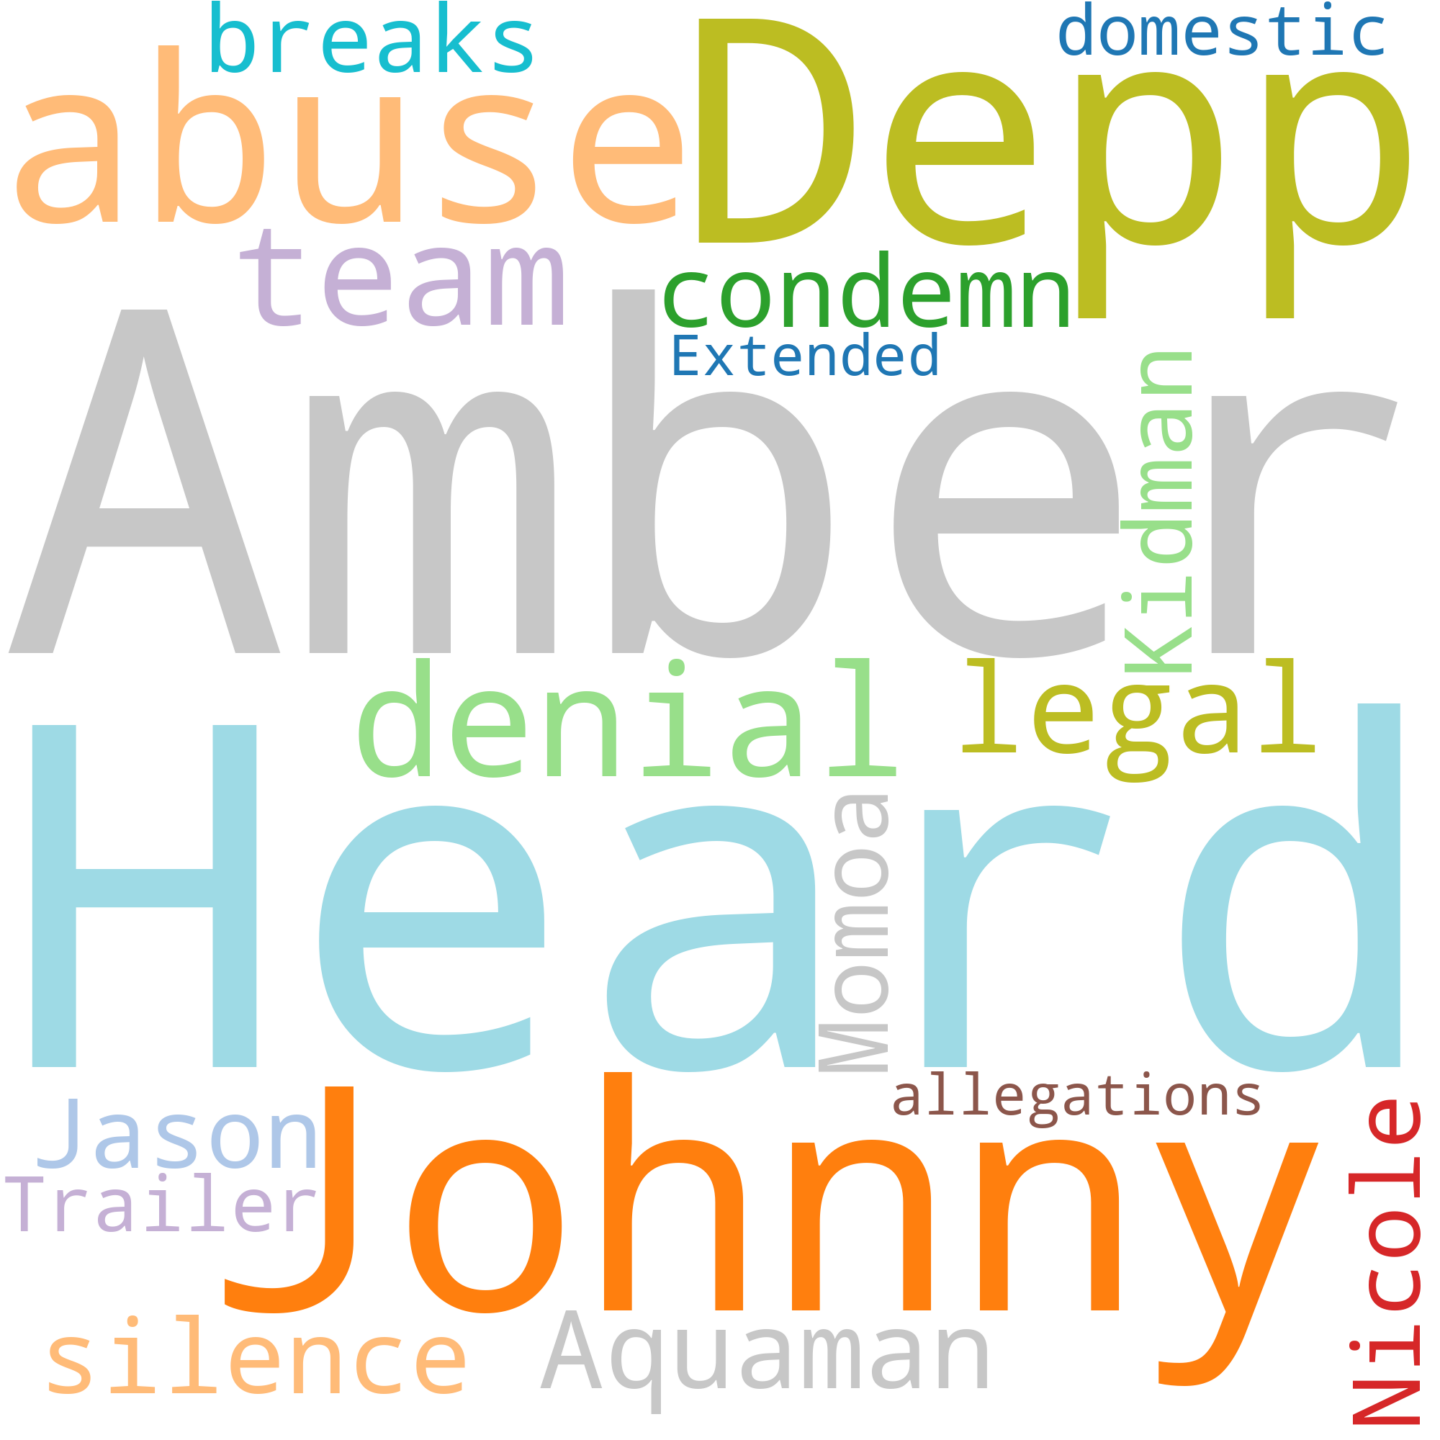 breaks
domestic
abuse
Depp
team
condemn
Extended
Amber
Kidman
denial
legal
Heard
Momoa
allegations
Jason
Johnny
Trailer
Nicole
silence
Aquaman